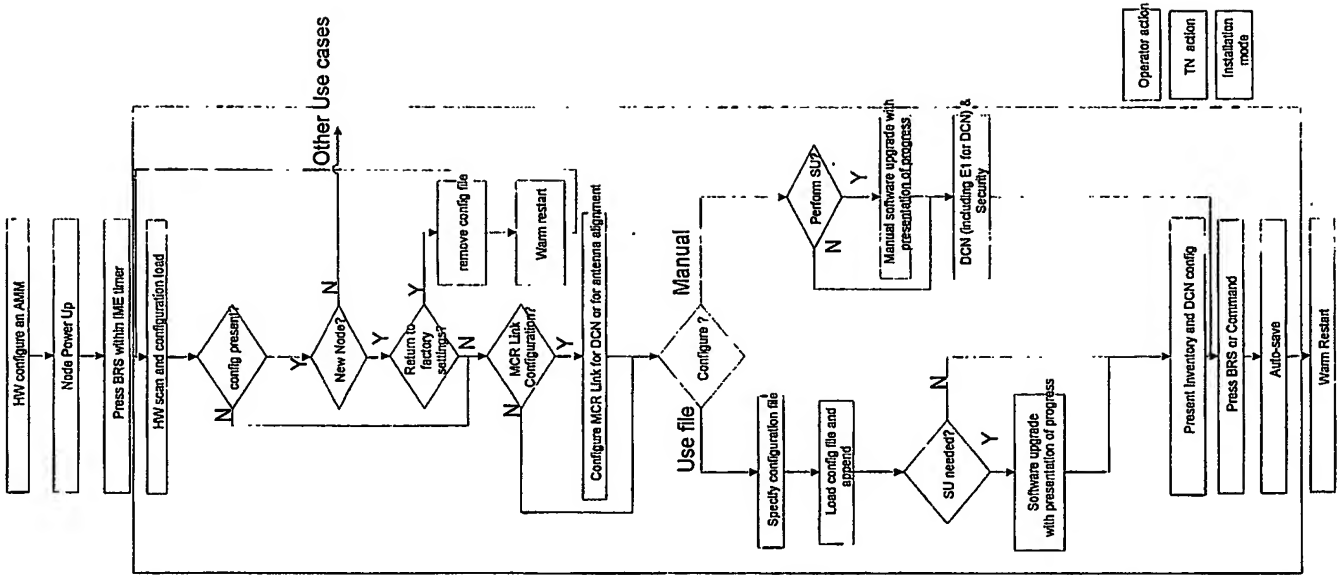 HW configure an AMM
Node Power Up
Press BRS within IME timer
HW scan and configuration load
config present?
N
Y
New Node?
N
Other Use cases
Y
Return to
factory
settings?
Y
remove config file
Warm restart
N
MCR Link
Configuration?
N
Y
Configure MCR Link for DCN or for antenna alignment
Configure ?
Use file
Manual
Specify configuration file
Load config file and
append
SU needed?
N
Y
Software upgrade
with presentation of progress
Perform SU?
N
Y
Manual software upgrade with
presentation of progress
DCN (including E1 for DCN) &
Security
Present Inventory and DCN config
Press BRS or Command
Auto-save
Warm Restart
Operator action
TN action
Installation
mode